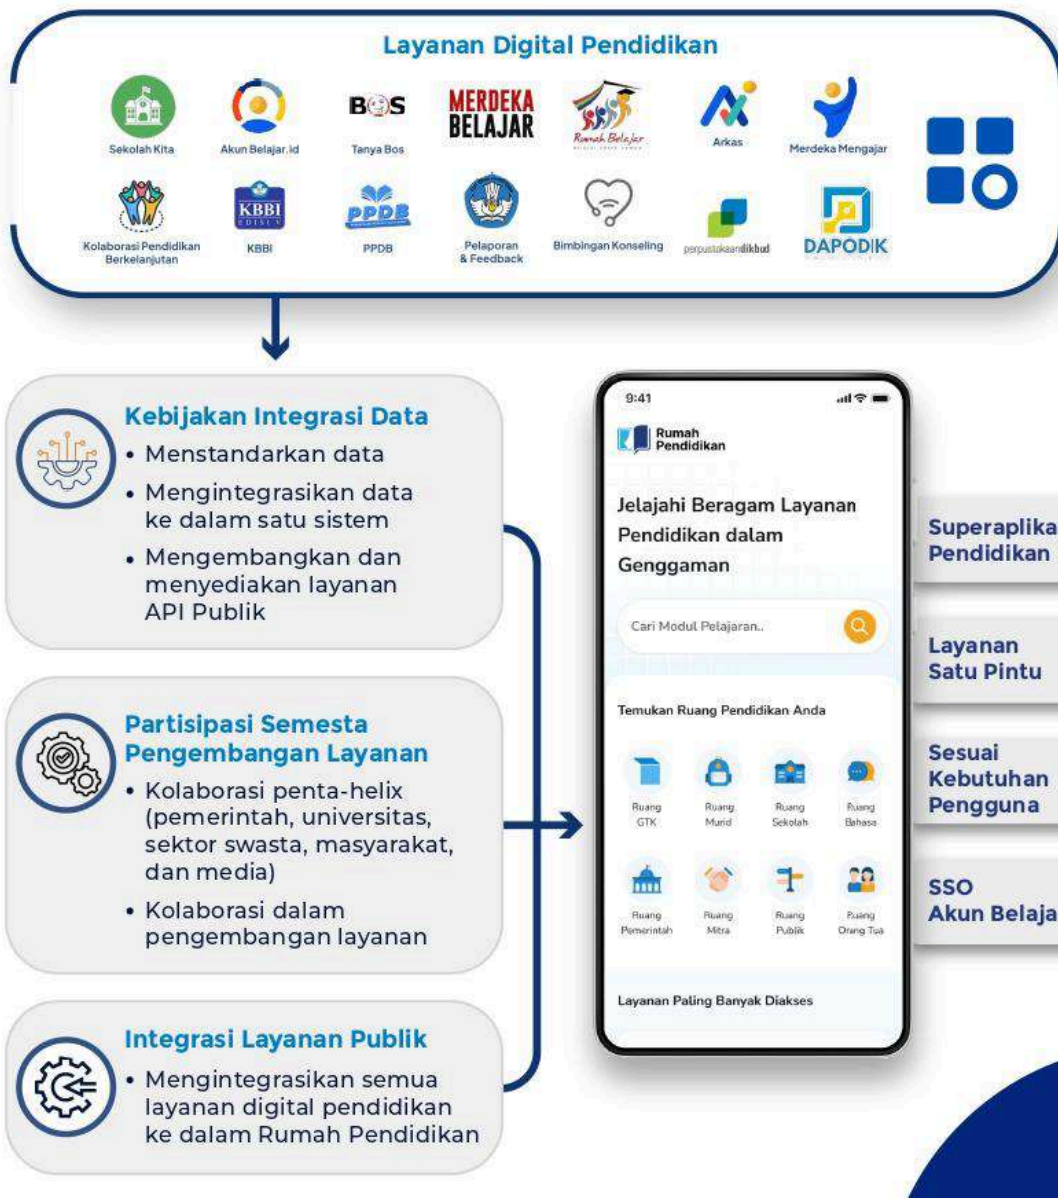 Layanan Digital Pendidikan
Sekolah Kita
Akun Belajar.id
BOS
Tanya Bos
MERDEKA
BELAJAR
Rumah Belajar
Arkas
Merdeka Mengajar
Kolaborasi Pendidikan
Berkelanjutan
KBBI
EDISI V
KBBI
PPDB
PPDB
Pelaporan
& Feedback
Bimbingan Konseling
perpustakaandikbud
DAPODIK
Kebijakan Integrasi Data
• Menstandarkan data
• Mengintegrasikan data
ke dalam satu sistem
• Mengembangkan dan
menyediakan layanan
API Publik
Partisipasi Semesta
Pengembangan Layanan
• Kolaborasi penta-helix
(pemerintah, universitas,
sektor swasta, masyarakat,
dan media)
• Kolaborasi dalam
pengembangan layanan
Integrasi Layanan Publik
• Mengintegrasikan semua
layanan digital pendidikan
ke dalam Rumah Pendidikan
9:41
Rumah
Pendidikan
Jelajahi Beragam Layanan
Pendidikan dalam
Genggaman
Cari Modul Pelajaran..
Temukan Ruang Pendidikan Anda
Ruang
GTK
Ruang
Murid
Ruang
Sekolah
Ruang
Bahasa
Ruang
Pemerintah
Ruang
Mitra
Ruang
Publik
Ruang
Orang Tua
Layanan Paling Banyak Diakses
Superaplika
Pendidikan
Layanan
Satu Pintu
Sesuai
Kebutuhan
Pengguna
SSO
Akun Belaja